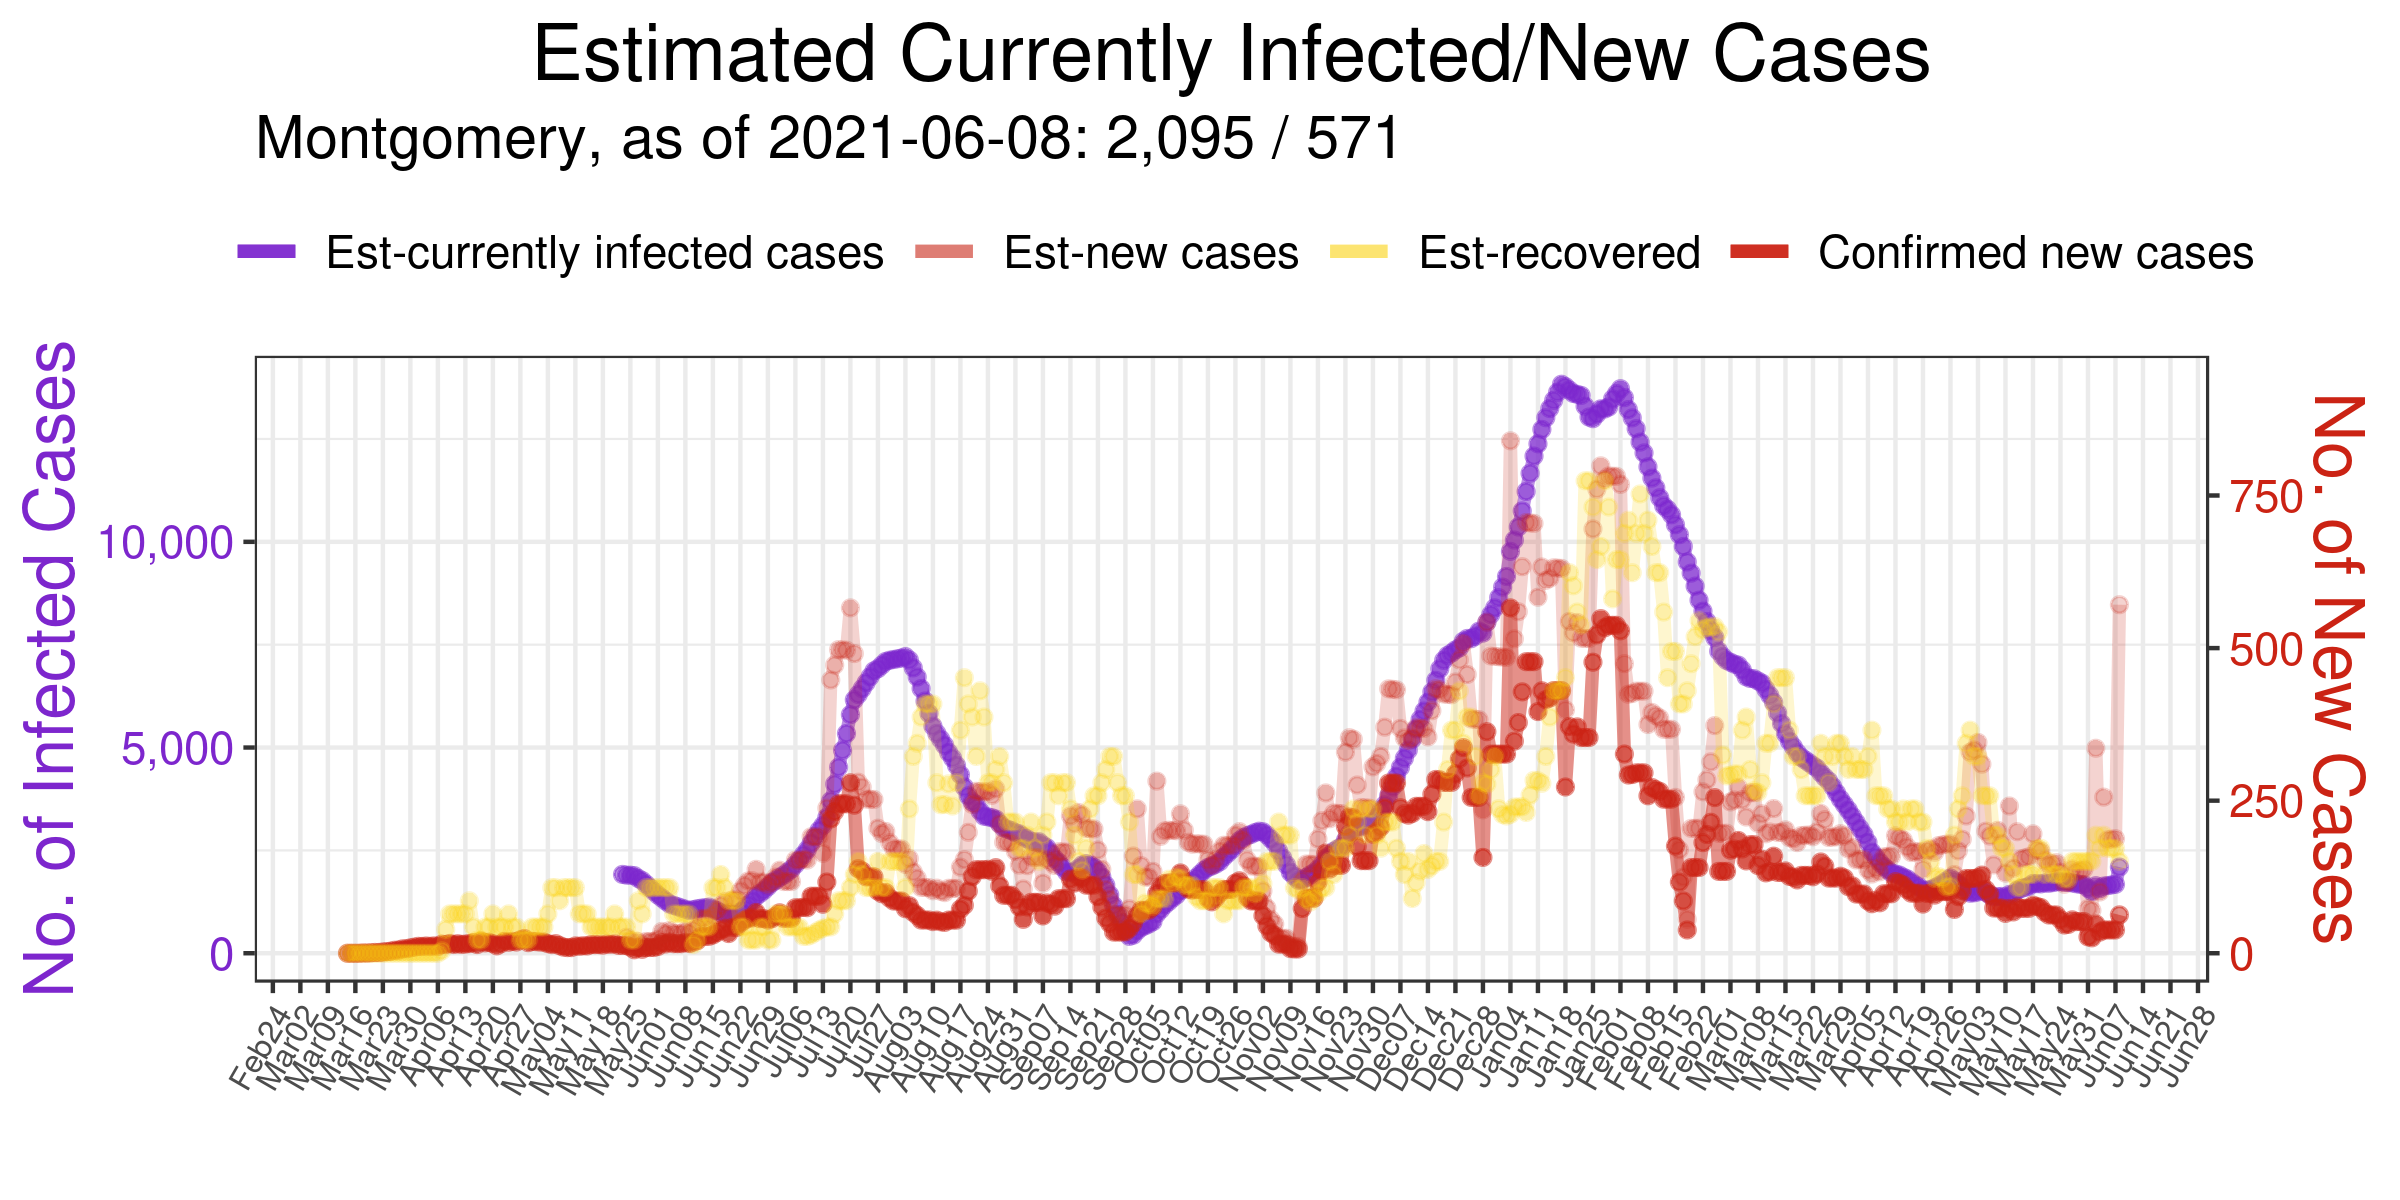 Estimated Currently Infected/New Cases
Montgomery, as of 2021-06-08: 2,095 / 571
Est-currently infected cases
Est-new cases
Est-recovered
Confirmed new cases
No. of Infected Cases
10,000
5,000
0
750
500
250
0
No. of New Cases
Feb24
Mar02
Mar09
Mar16
Mar23
Mar30
Apr06
Apr13
Apr20
Apr27
May04
May11
May18
May25
Jun01
Jun08
Jun15
Jun22
Jun29
Jul06
Jul13
Jul20
Jul27
Aug03
Aug10
Aug17
Aug24
Aug31
Sep07
Sep14
Sep21
Sep28
Oct05
Oct12
Oct19
Oct26
Nov02
Nov09
Nov16
Nov23
Nov30
Dec07
Dec14
Dec21
Dec28
Jan04
Jan11
Jan18
Jan25
Feb01
Feb08
Feb15
Feb22
Mar01
Mar08
Mar15
Mar22
Mar29
Apr05
Apr12
Apr19
Apr26
May03
May10
May17
May24
May31
Jun07
Jun14
Jun21
Jun28